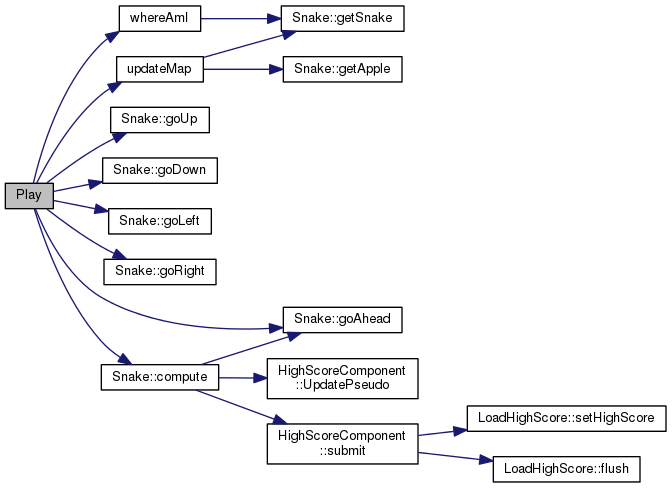 whereAmI
Snake::getSnake
updateMap
Snake::getApple
Snake::goUp
Snake::goDown
Play
Snake::goLeft
Snake::goRight
Snake::goAhead
Snake::compute
HighScoreComponent
::UpdatePseudo
HighScoreComponent
::submit
LoadHighScore::setHighScore
LoadHighScore::flush